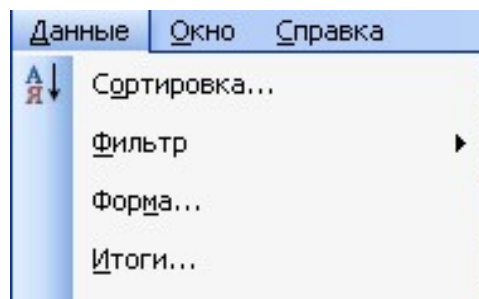 Данные Окно Справка
Сортировка...
Фильтр
Форма...
Итоги...